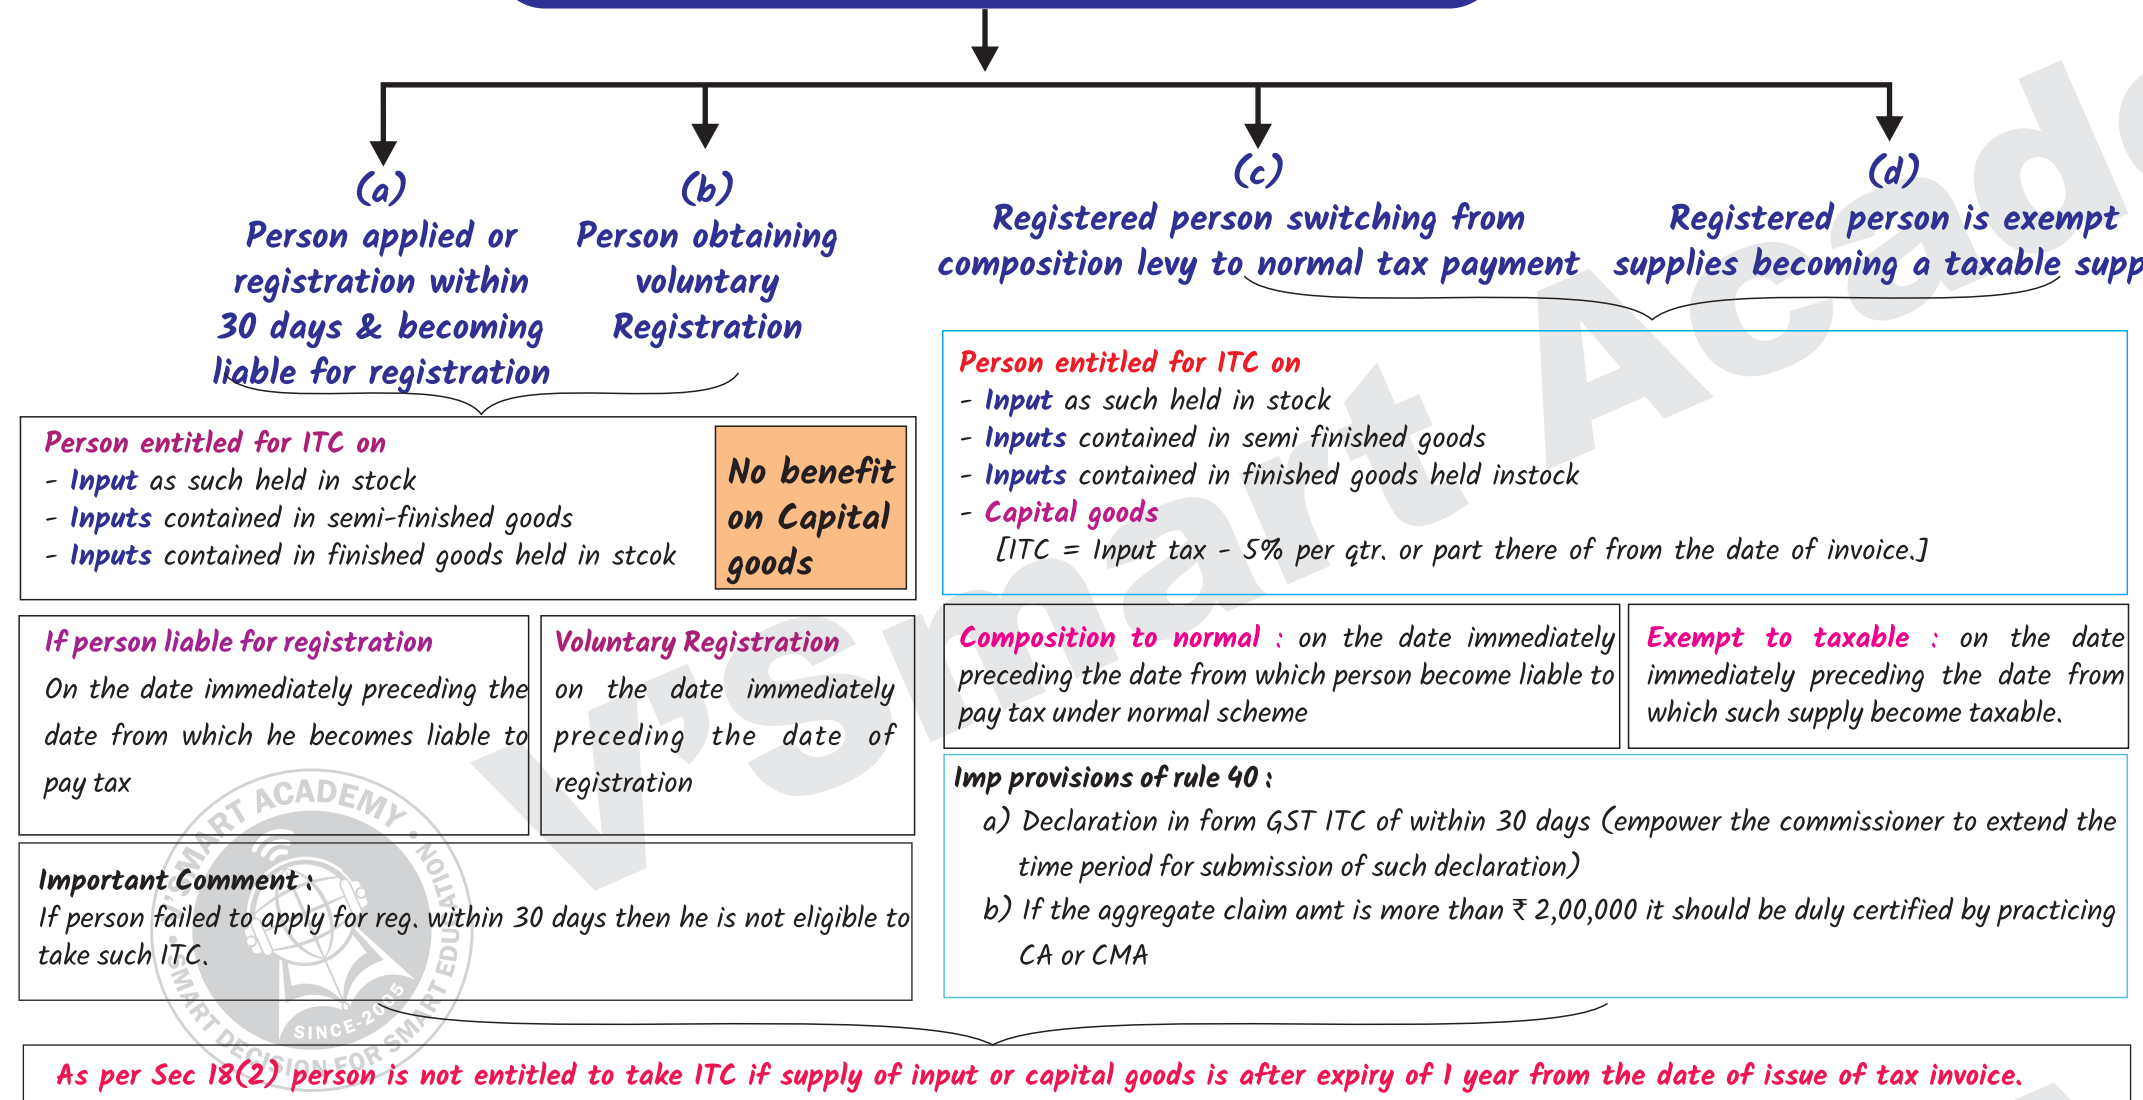 (a)
Person applied or
registration within
30 days & becoming
liable for registration
(b)
Person obtaining
voluntary
Registration
(c)
Registered person switching from
composition levy to normal tax payment
(d)
Registered person is exempt
supplies becoming a taxable supp
Person entitled for ITC on
- Input as such held in stock
- Inputs contained in semi-finished goods
- Inputs contained in finished goods held in stcok
No benefit
on Capital
goods
Person entitled for ITC on
- Input as such held in stock
- Inputs contained in semi finished goods
- Inputs contained in finished goods held instock
- Capital goods
[ITC = Input tax - 5% per qtr. or part there of from the date of invoice.]
If person liable for registration
On the date immediately preceding the
date from which he becomes liable to
pay tax
Voluntary Registration
on the date immediately
preceding the date of
registration
Composition to normal : on the date immediately
preceding the date from which person become liable to
pay tax under normal scheme
Exempt to taxable : on the date
immediately preceding the date from
which such supply become taxable.
Important Comment :
If person failed to apply for reg. within 30 days then he is not eligible to
take such ITC.
Imp provisions of rule 40 :
a) Declaration in form GST ITC of within 30 days (empower the commissioner to extend the
time period for submission of such declaration)
b) If the aggregate claim amt is more than ₹ 2,00,000 it should be duly certified by practicing
CA or CMA
As per Sec 18(2) person is not entitled to take ITC if supply of input or capital goods is after expiry of 1 year from the date of issue of tax invoice.
V'Smart Acade
V'SMART ACADEMY
SMART DECISION FOR SMART EDUCATION
SINCE-2005